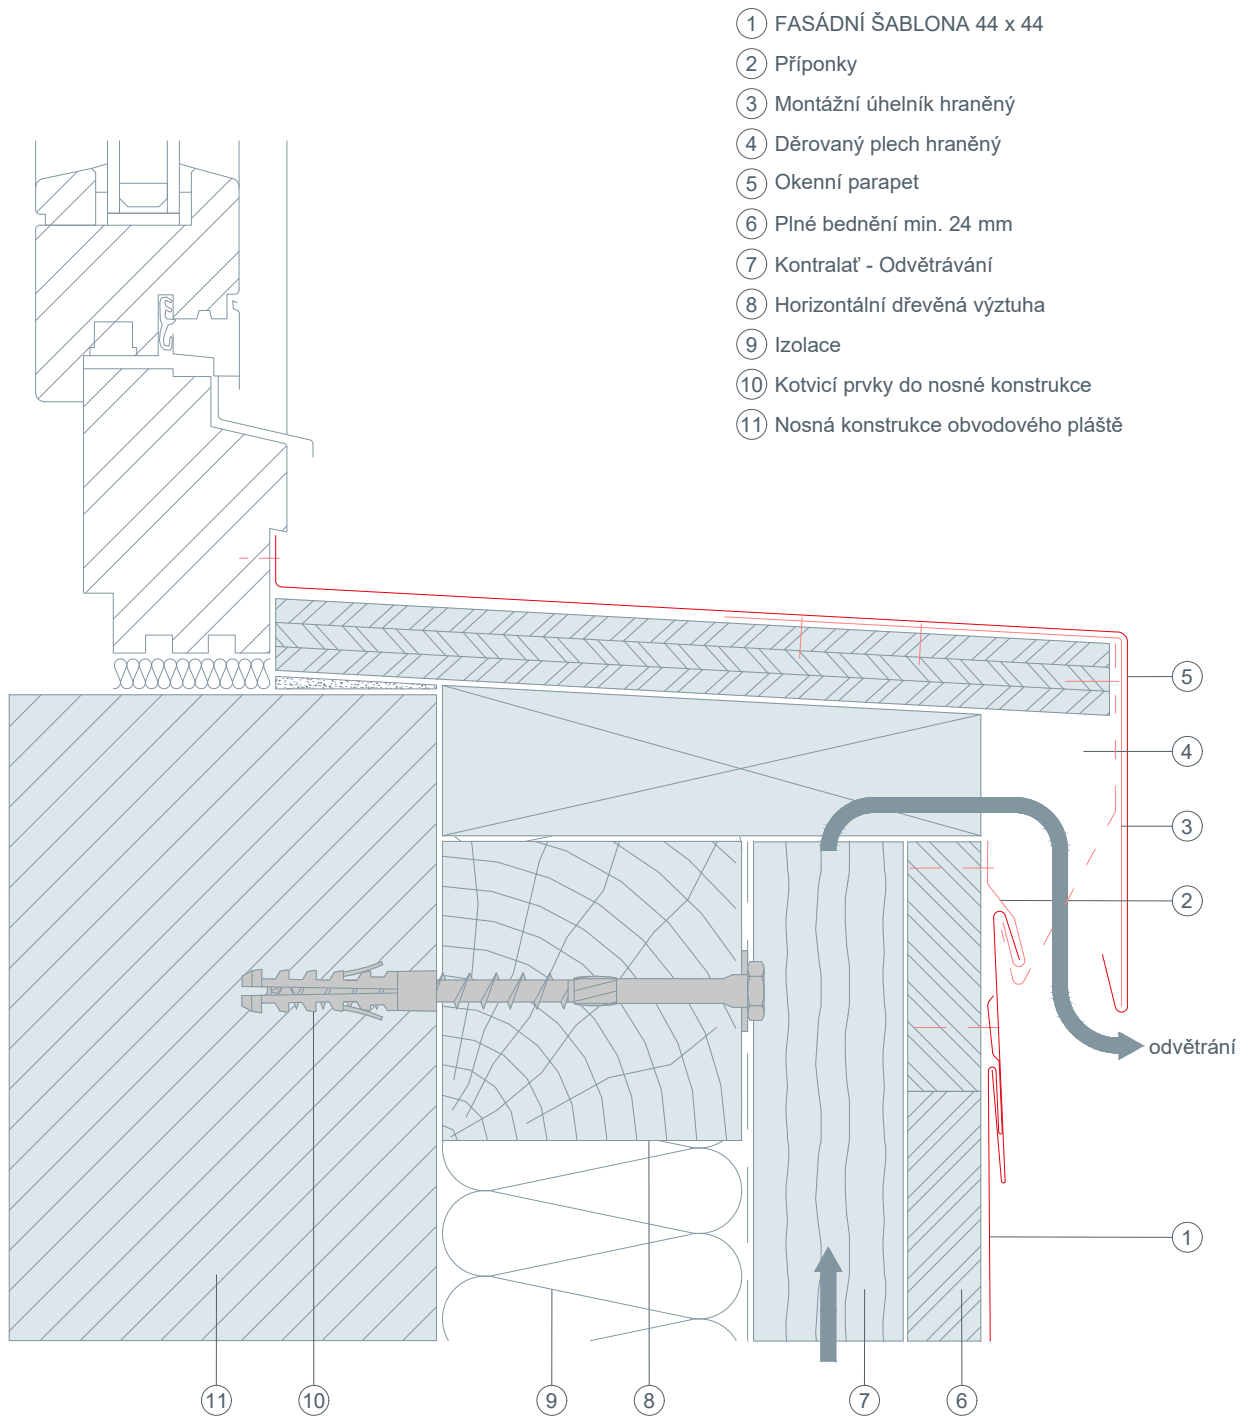 1 FASÁDNÍ ŠABLONA 44 x 44
2 Příponky
3 Montážní úhelník hraněný
4 Děrovaný plech hraněný
5 Okenní parapet
6 Plné bednění min. 24 mm
7 Kontralať - Odvětrávání
8 Horizontální dřevěná výztuha
9 Izolace
10 Kotvicí prvky do nosné konstrukce
11 Nosná konstrukce obvodového pláště
5
4
3
2
odvětrání
1
11 10 9 8 7 6